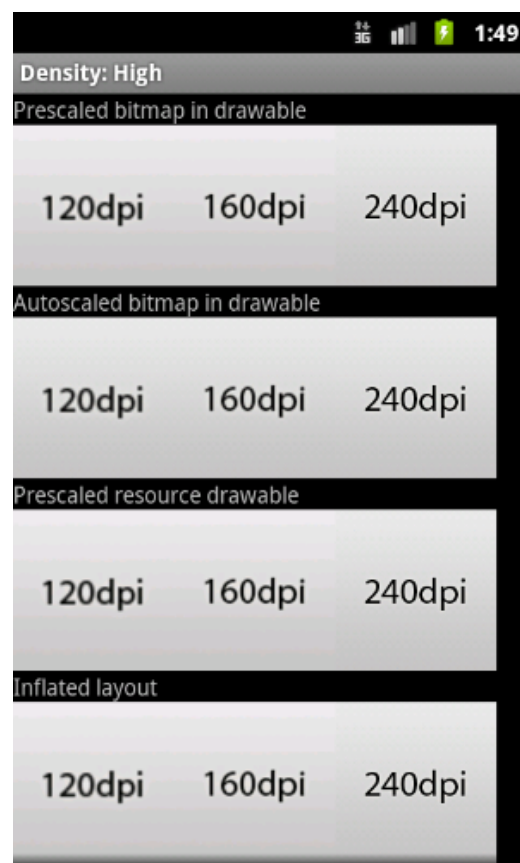 3G 1:49
Density: High
Prescaled bitmap in drawable
120dpi 160dpi 240dpi
Autoscaled bitmap in drawable
120dpi 160dpi 240dpi
Prescaled resource drawable
120dpi 160dpi 240dpi
Inflated layout
120dpi 160dpi 240dpi